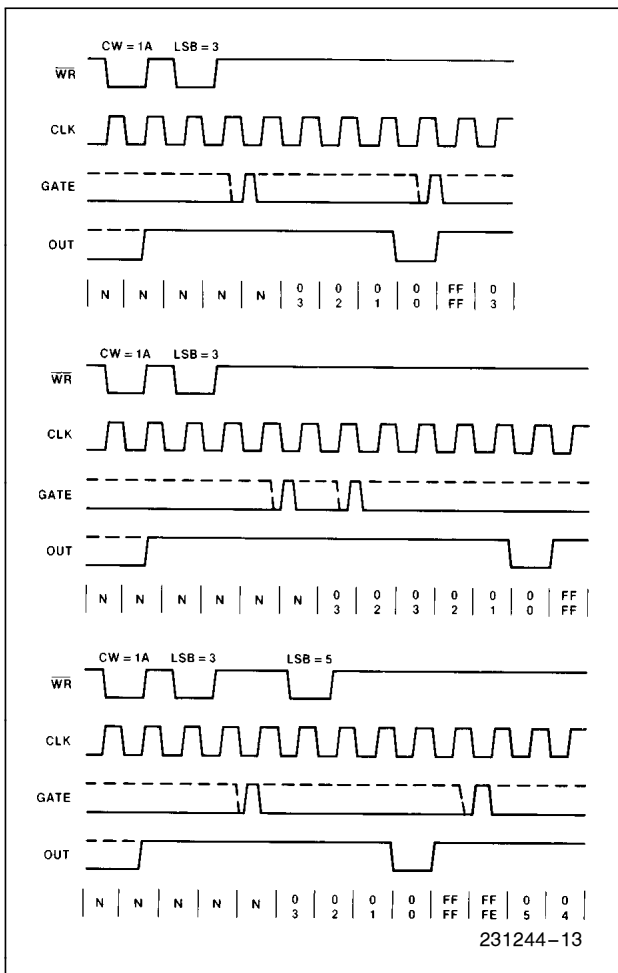 CW = 1A LSB = 3
WR
CLK
GATE
OUT
N N N N N 0 0 0 0 FF 0
3 2 1 0 FF 3
CW = 1A LSB = 3
WR
CLK
GATE
OUT
N N N N N N 0 0 0 0 0 0 FF
3 2 3 2 1 0 FF
CW = 1A LSB = 3 LSB = 5
WR
CLK
GATE
OUT
N N N N N 0 0 0 0 FF FF 0 0
3 2 1 0 FF FE 5 4
231244–13